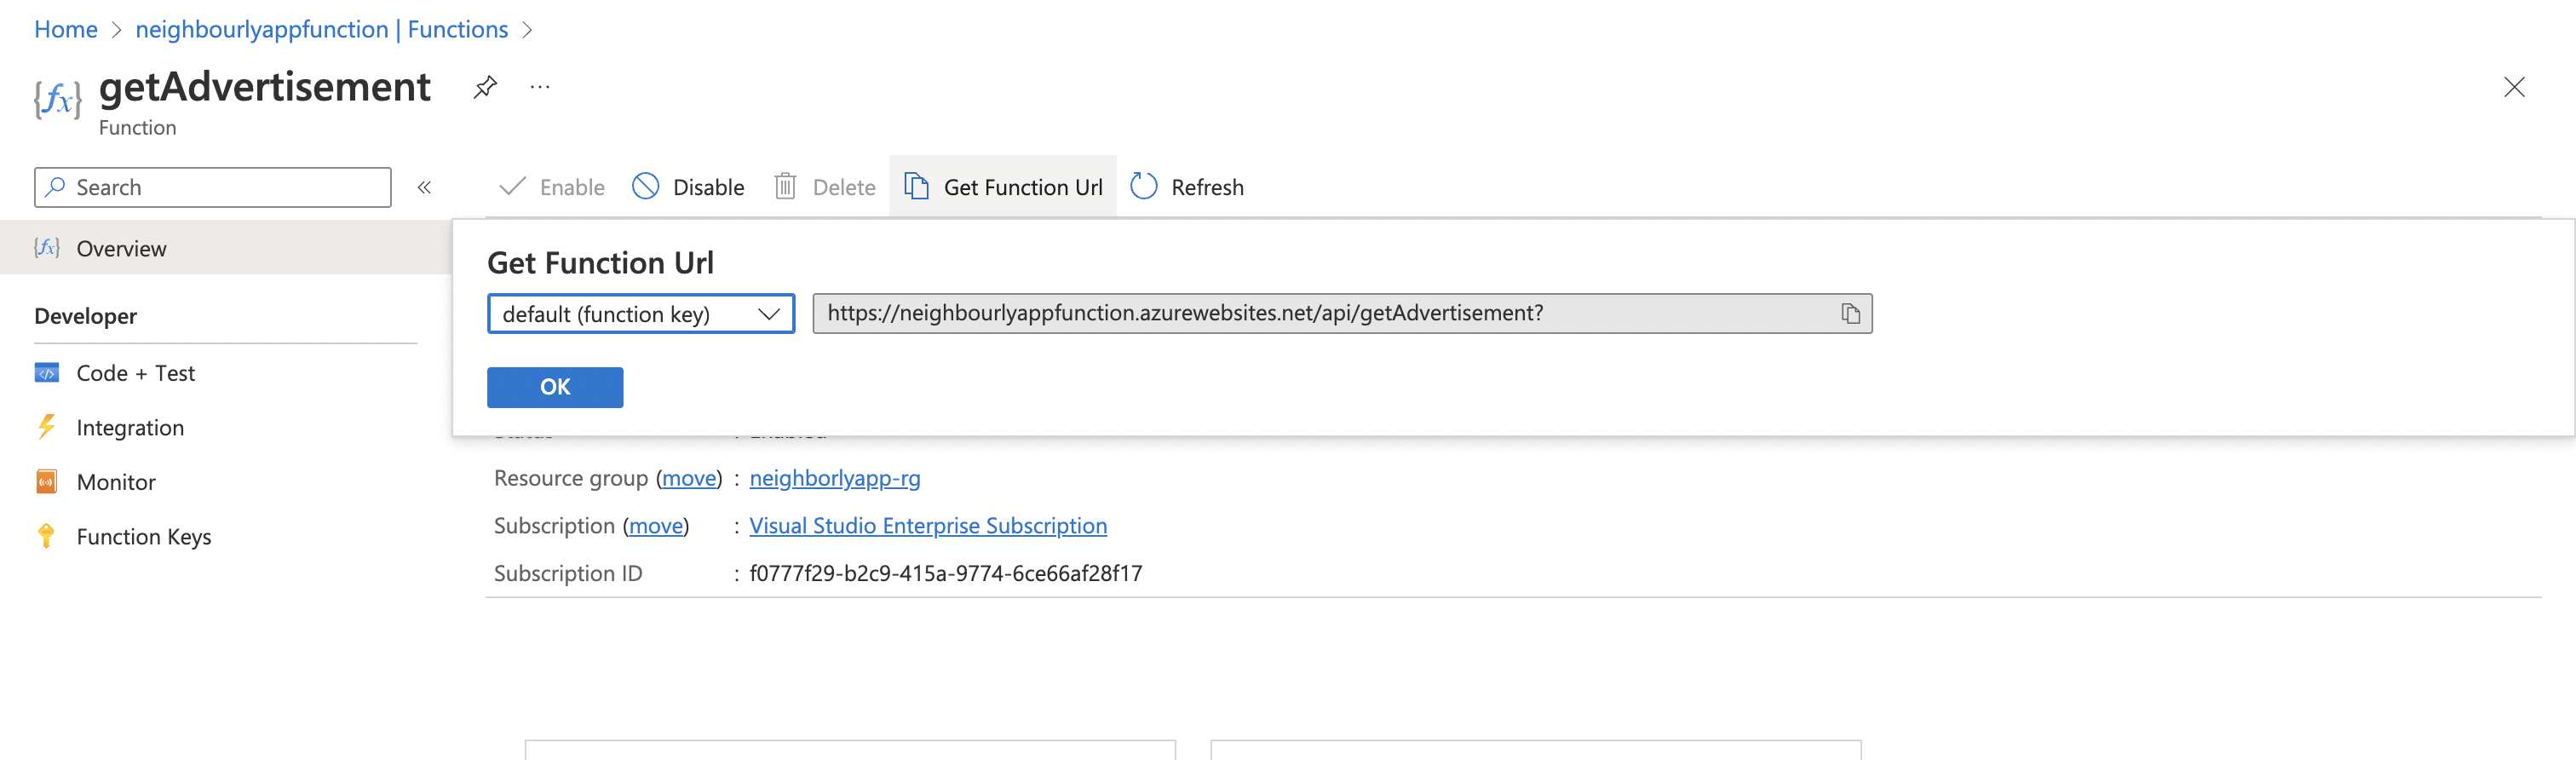 Home > neighbourlyappfunction | Functions >
{fx} getAdvertisement ...
Function
Search «
Enable Disable Delete Get Function Url Refresh
{fx} Overview
Get Function Url
default (function key) https://neighbourlyappfunction.azurewebsites.net/api/getAdvertisement?
OK
Developer
Code + Test
Integration
Monitor
Function Keys
Resource group (move) : neighborlyapp-rg
Subscription (move) : Visual Studio Enterprise Subscription
Subscription ID : f0777f29-b2c9-415a-9774-6ce66af28f17